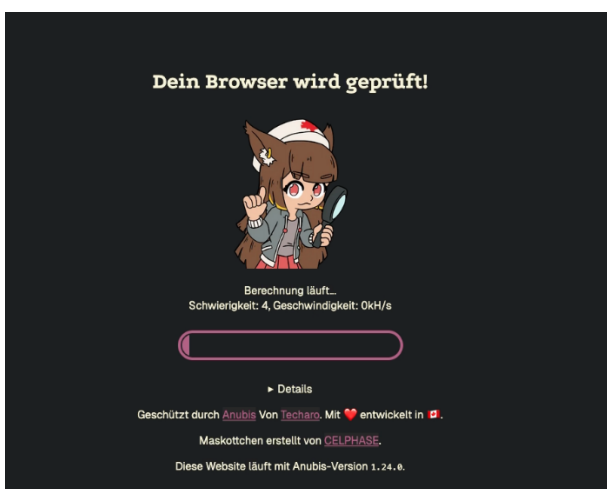 Dein Browser wird geprüft!
Berechnung läuft...
Schwierigkeit: 4, Geschwindigkeit: 0kH/s
▸ Details
Geschützt durch Anubis Von Techaro. Mit ❤️ entwickelt in 🇨🇦.
Maskottchen erstellt von CELPHASE.
Diese Website läuft mit Anubis-Version 1.24.0.